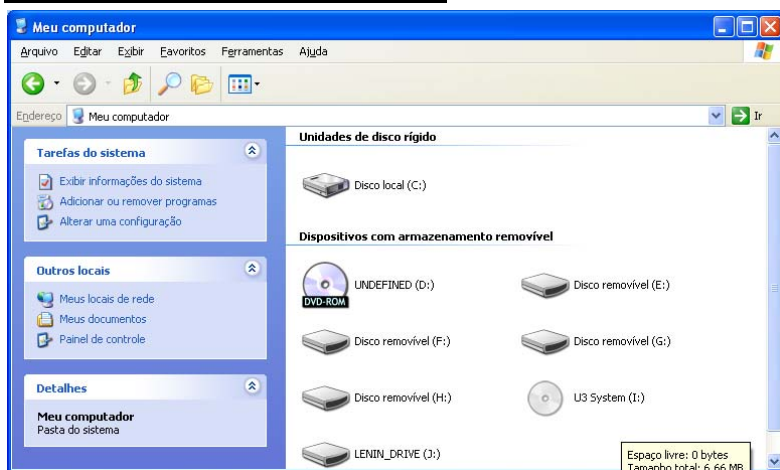 Meu computador
Arquivo Editar Exibir Favoritos Ferramentas Ajuda
Endereço Meu computador Ir
Tarefas do sistema
Exibir informações do sistema
Adicionar ou remover programas
Alterar uma configuração
Outros locais
Meus locais de rede
Meus documentos
Painel de controle
Detalhes
Meu computador
Pasta do sistema
Unidades de disco rígido
Disco local (C:)
Dispositivos com armazenamento removível
DVD-ROM UNDEFINED (D:) Disco removível (E:)
Disco removível (F:) Disco removível (G:)
Disco removível (H:) U3 System (I:)
LENIN_DRIVE (J:)
Espaço livre: 0 bytes
Tamanho total: 6,66 MB